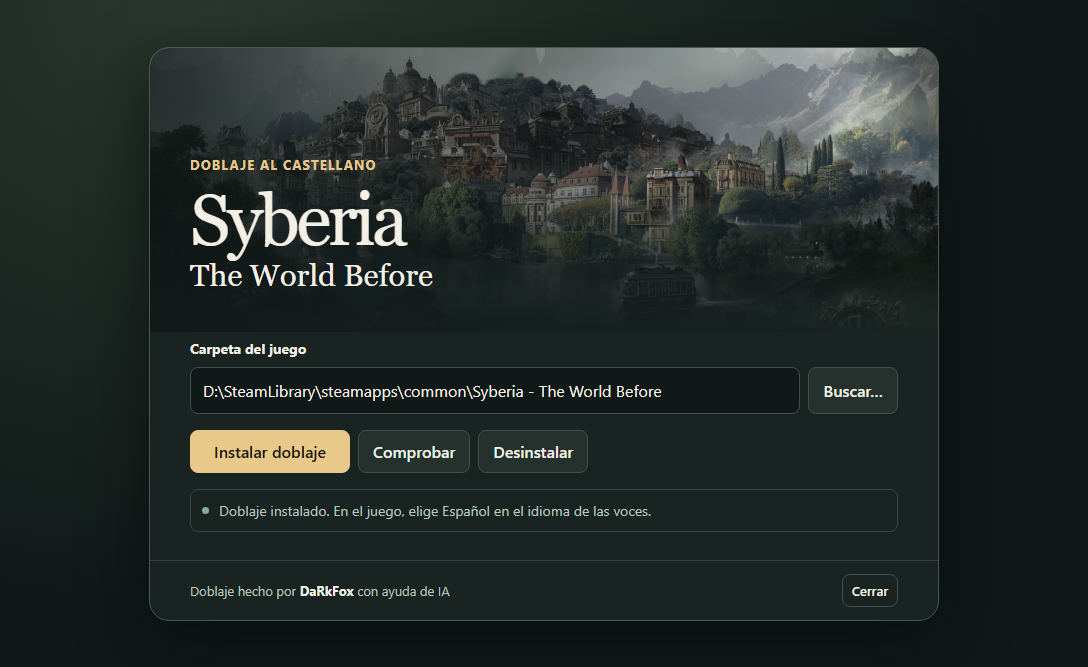 DOBLAJE AL CASTELLANO
Syberia
The World Before
Carpeta del juego
D:\SteamLibrary\steamapps\common\Syberia - The World Before
Buscar...
Instalar doblaje
Comprobar
Desinstalar
Doblaje instalado. En el juego, elige Español en el idioma de las voces.
Doblaje hecho por DaRkFox con ayuda de IA
Cerrar